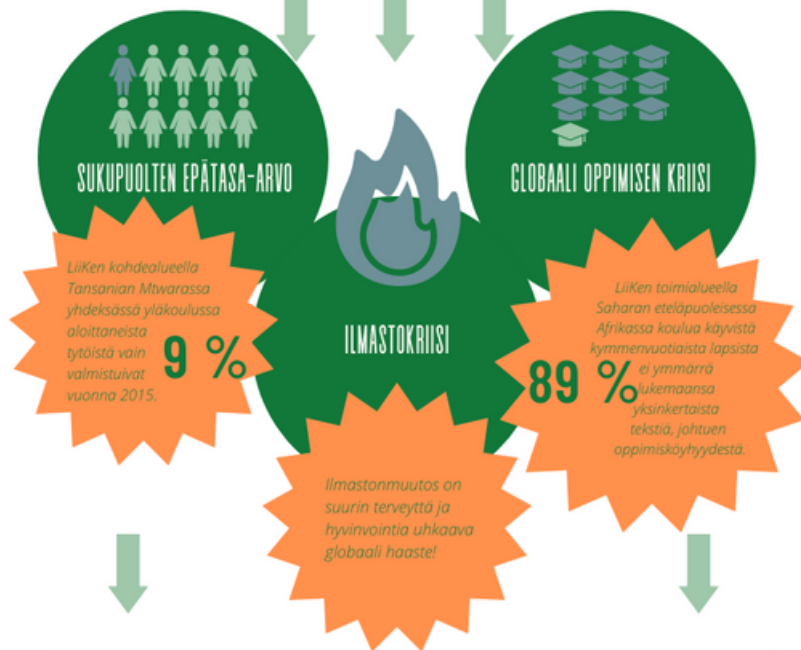 SUKUPUOLTEN EPÄTASA-ARVO
LiiKen kohdealueella
Tansanian Mtwarassa
yhdeksässä yläkoulussa
aloittaneista
tytöistä vain
valmistuivat
vuonna 2015.
9 %
ILMASTOKRIISI
Ilmastonmuutos on
suurin terveyttä ja
hyvinvointia uhkaava
globaali haaste!
GLOBAALI OPPIMISEN KRIISI
LiiKen toimialueella
Saharan eteläpuoleisessa
Afrikassa koulua käyvistä
kymmenvuotiaista lapsista
89 %
ei ymmärrä
lukemaansa
yksinkertaista
tekstiä, johtuen
oppimisköyhyydestä.